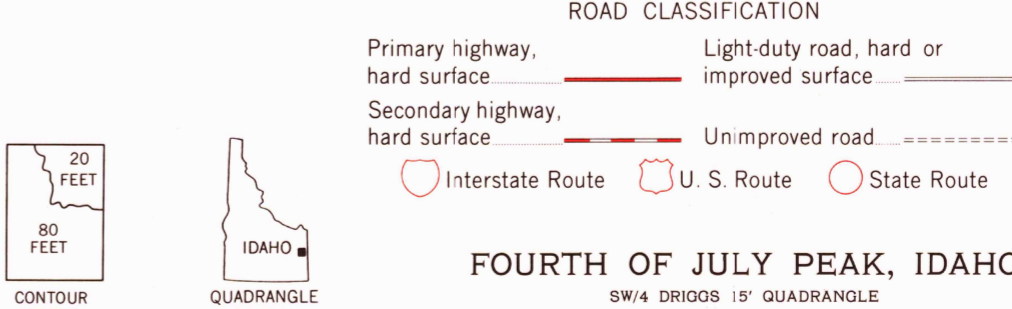 ROAD CLASSIFICATION
Primary highway,
hard surface
Light-duty road, hard or
improved surface
Secondary highway,
hard surface
Unimproved road
Interstate Route
U. S. Route
State Route
20
FEET
80
FEET
CONTOUR
IDAHO
QUADRANGLE
FOURTH OF JULY PEAK, IDAHO
SW/4 DRIGGS 15' QUADRANGLE